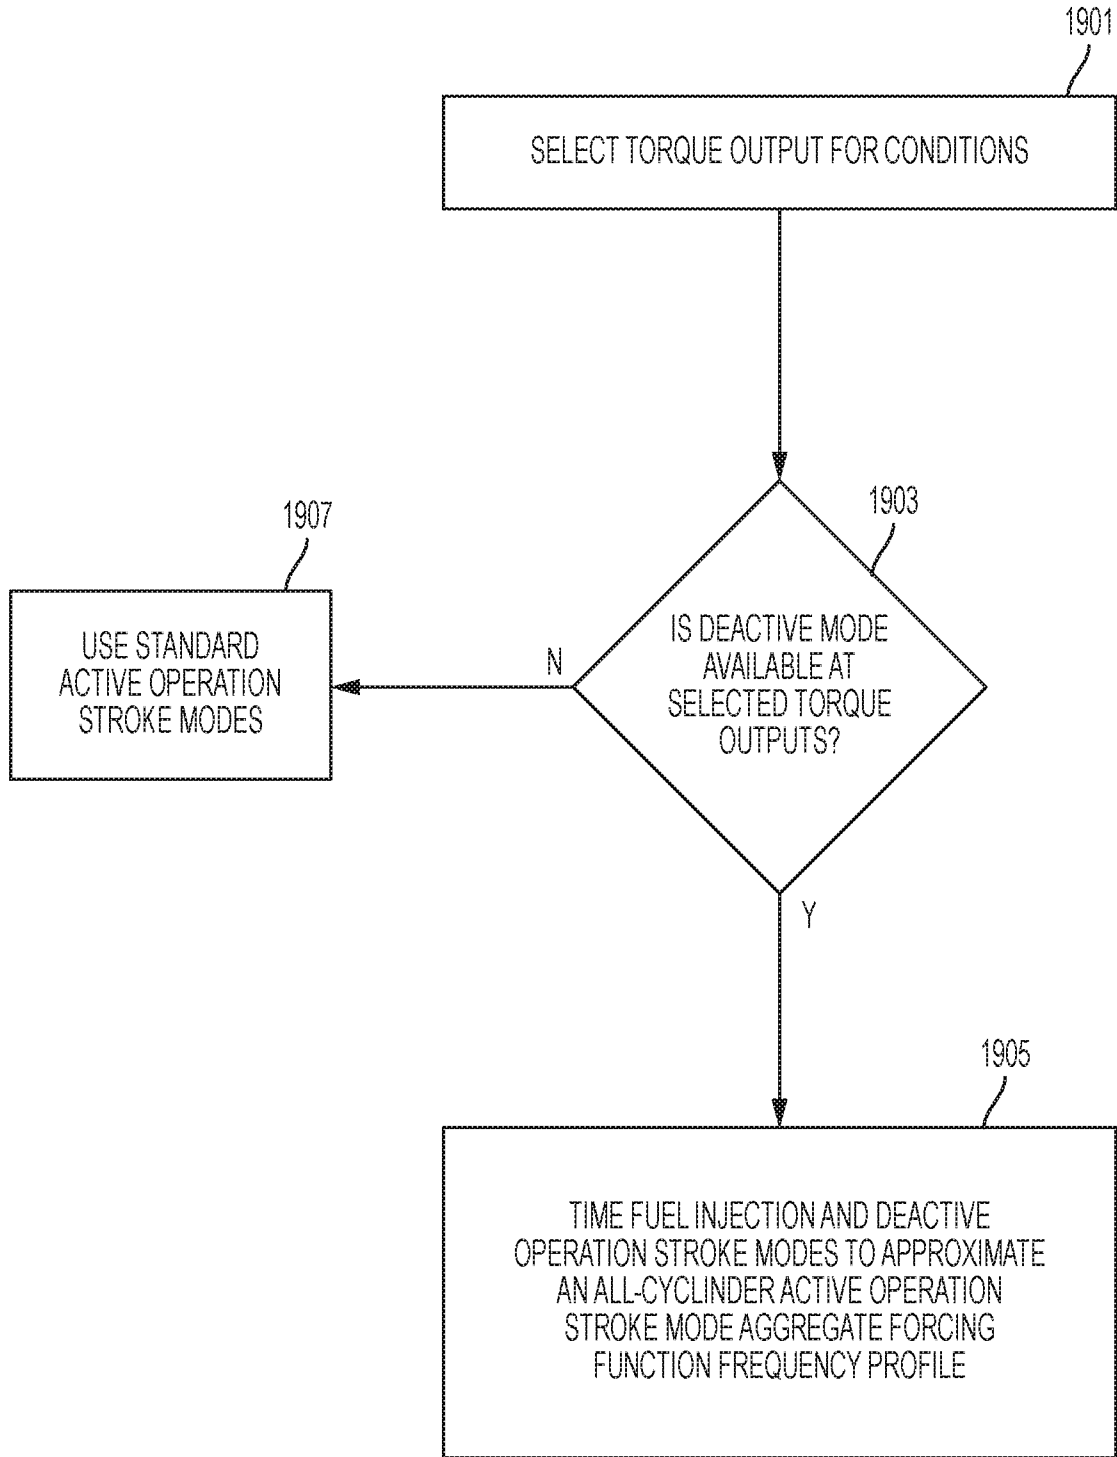 1901
SELECT TORQUE OUTPUT FOR CONDITIONS
1903
IS DEACTIVE MODE
AVAILABLE AT
SELECTED TORQUE
OUTPUTS?
N
1907
USE STANDARD
ACTIVE OPERATION
STROKE MODES
Y
1905
TIME FUEL INJECTION AND DEACTIVE
OPERATION STROKE MODES TO APPROXIMATE
AN ALL-CYCLINDER ACTIVE OPERATION
STROKE MODE AGGREGATE FORCING
FUNCTION FREQUENCY PROFILE